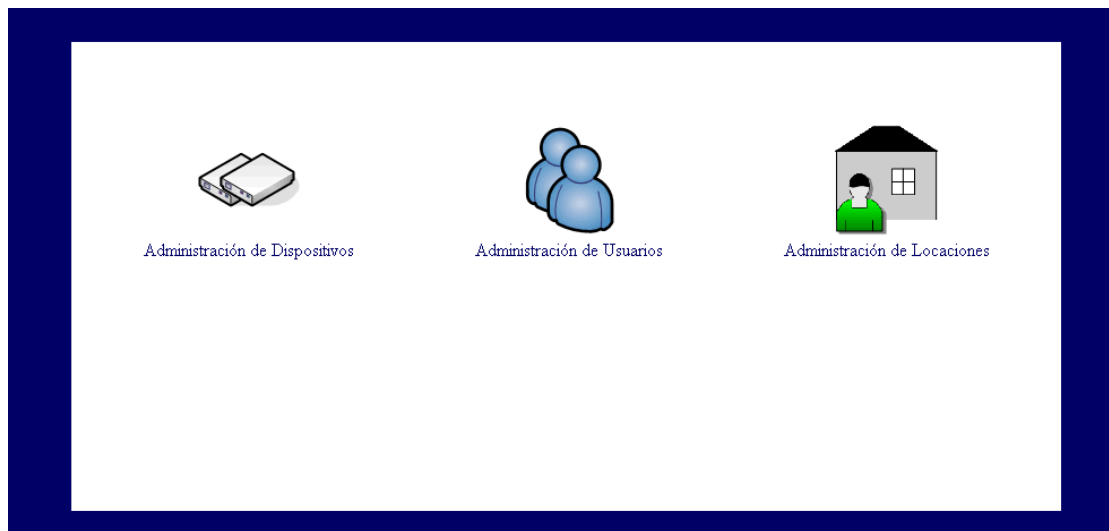 Administración de Dispositivos
Administración de Usuarios
Administración de Locaciones